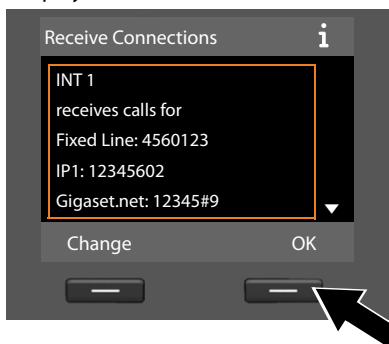 Receive Connections i
INT 1
receives calls for
Fixed Line: 4560123
IP1: 12345602
Gigaset.net: 12345#9
Change OK